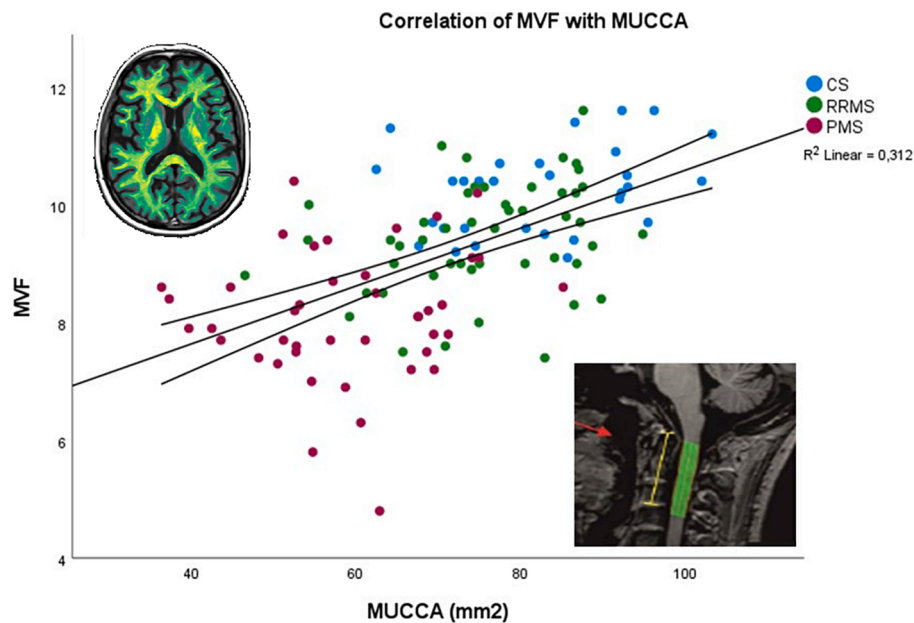 Correlation of MVF with MUCCA
CS
RRMS
PMS
R2 Linear = 0,312
MVF
12
10
8
6
4
40 60 80 100
MUCCA (mm2)